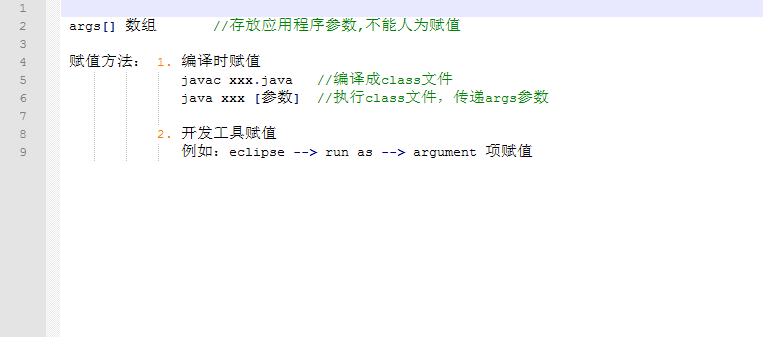 1
2 args[] 数组 //存放应用程序参数,不能人为赋值
3
4 赋值方法： 1. 编译时赋值
5 javac xxx.java //编译成class文件
6 java xxx [参数] //执行class文件，传递args参数
7
8 2. 开发工具赋值
9 例如：eclipse --> run as --> argument 项赋值